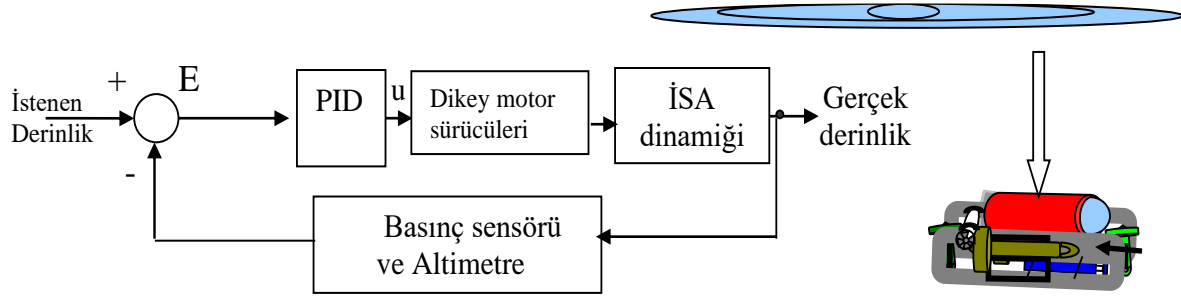 İstenen
Derinlik
+
E
-
PID
u
Dikey motor
sürücüleri
İSA
dinamiği
Gerçek
derinlik
Basınç sensörü
ve Altimetre